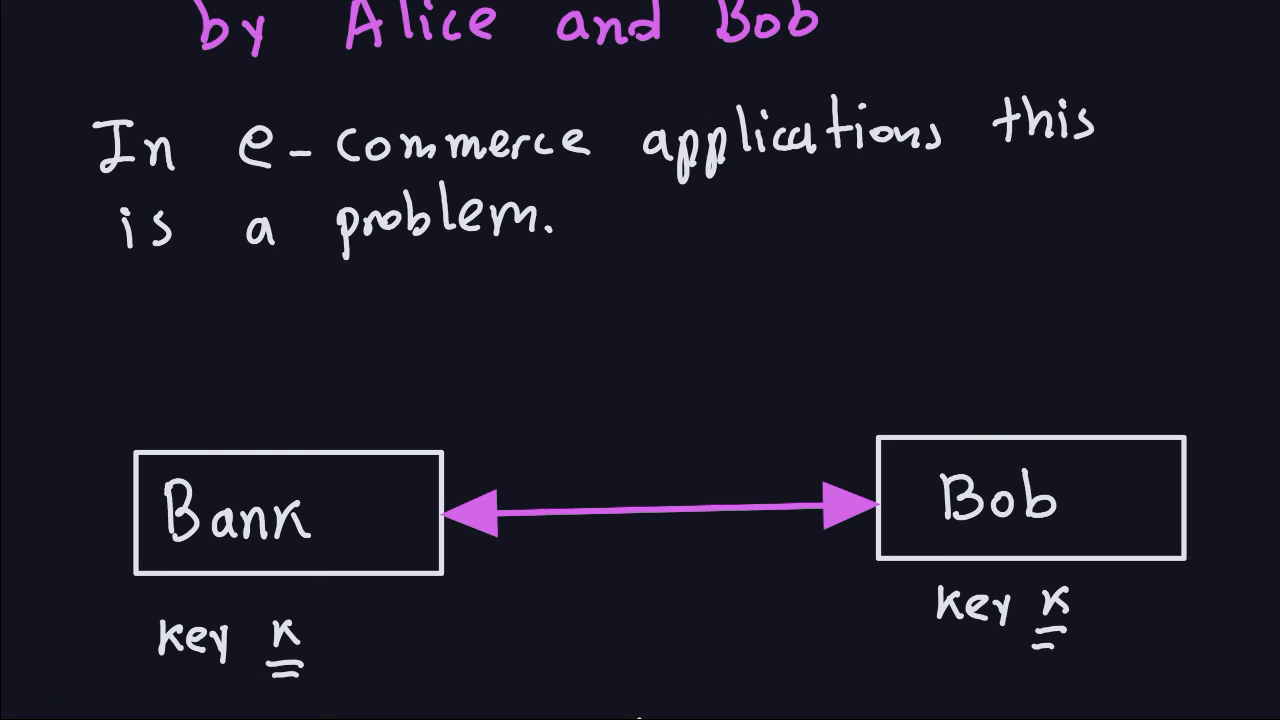 by Alice and Bob
In e-commerce applications this
is a problem.
Bank
Bob
key k
key k